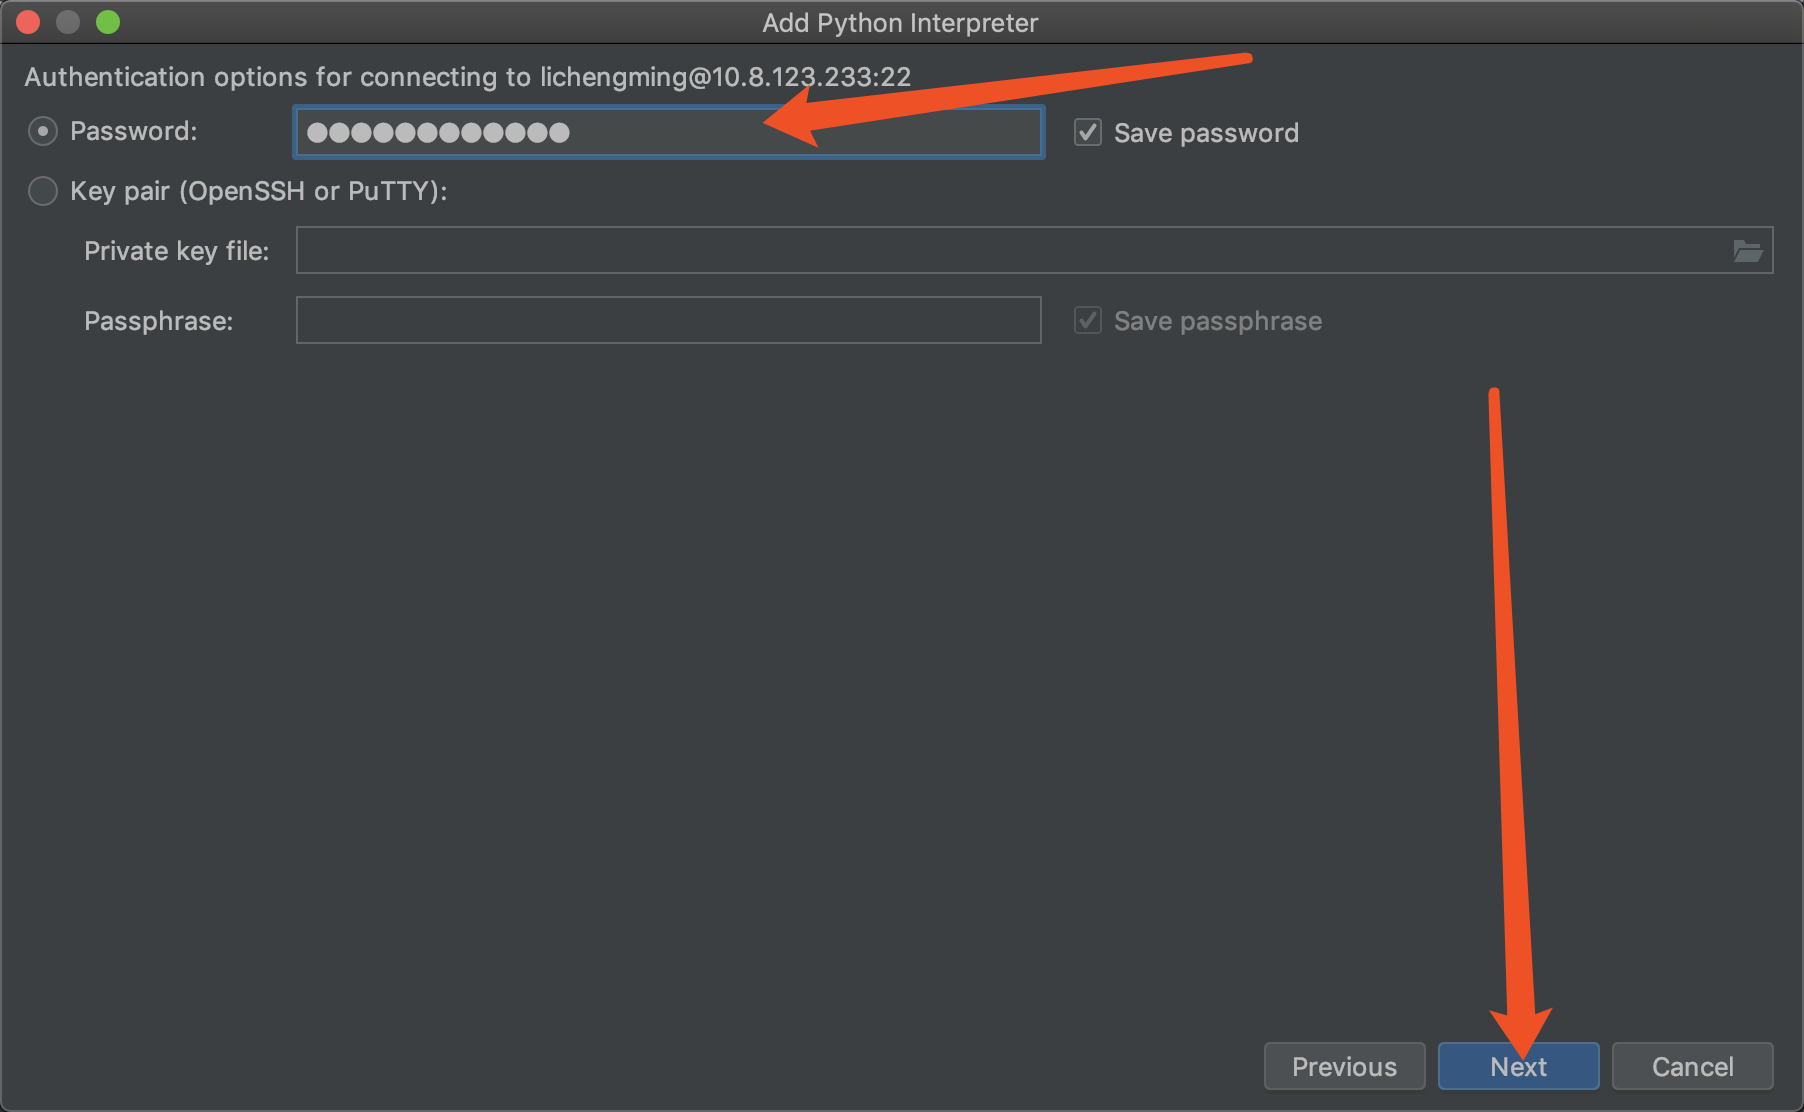 Add Python Interpreter
Authentication options for connecting to lichengming@10.8.123.233:22
Password: ●●●●●●●●●●●● Save password
Key pair (OpenSSH or PuTTY):
Private key file:
Passphrase: Save passphrase
Previous Next Cancel